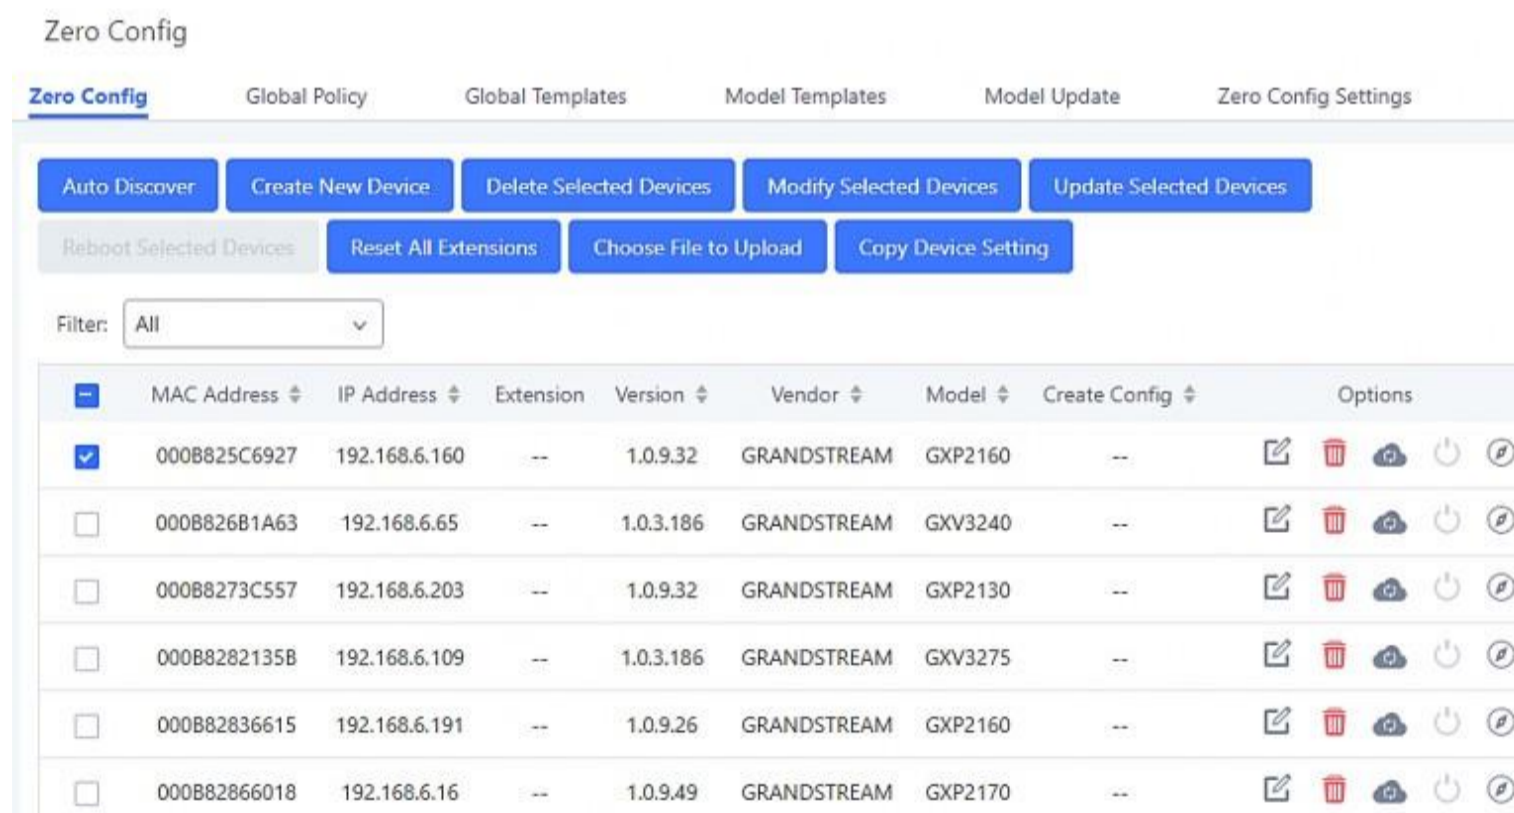 Zero Config
Zero Config Global Policy Global Templates Model Templates Model Update Zero Config Settings
Auto Discover Create New Device Delete Selected Devices Modify Selected Devices Update Selected Devices
Reboot Selected Devices Reset All Extensions Choose File to Upload Copy Device Setting
Filter: All
MAC Address IP Address Extension Version Vendor Model Create Config Options
000B825C6927 192.168.6.160 -- 1.0.9.32 GRANDSTREAM GXP2160 --
000B826B1A63 192.168.6.65 -- 1.0.3.186 GRANDSTREAM GXV3240 --
000B8273C557 192.168.6.203 -- 1.0.9.32 GRANDSTREAM GXP2130 --
000B8282135B 192.168.6.109 -- 1.0.3.186 GRANDSTREAM GXV3275 --
000B82836615 192.168.6.191 -- 1.0.9.26 GRANDSTREAM GXP2160 --
000B82866018 192.168.6.16 -- 1.0.9.49 GRANDSTREAM GXP2170 --